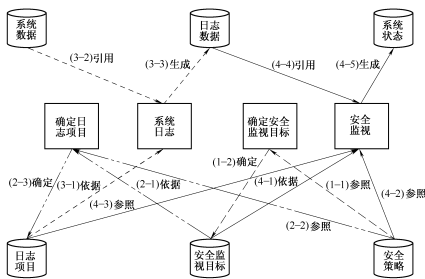 系统
数据
日志
数据
系统
状态
(3-2)引用
(3-3)生成
(4-4)引用
(4-5)生成
确定日
志项目
系统
日志
确定安全
监视目标
安全
监视
(1-2)确定
(2-3)确定
(3-1)依据
(2-1)依据
(4-1)依据
(1-1)参照
(4-2)参照
(4-3)参照
(2-2)参照
日志
项目
安全监
视目标
安全
策略